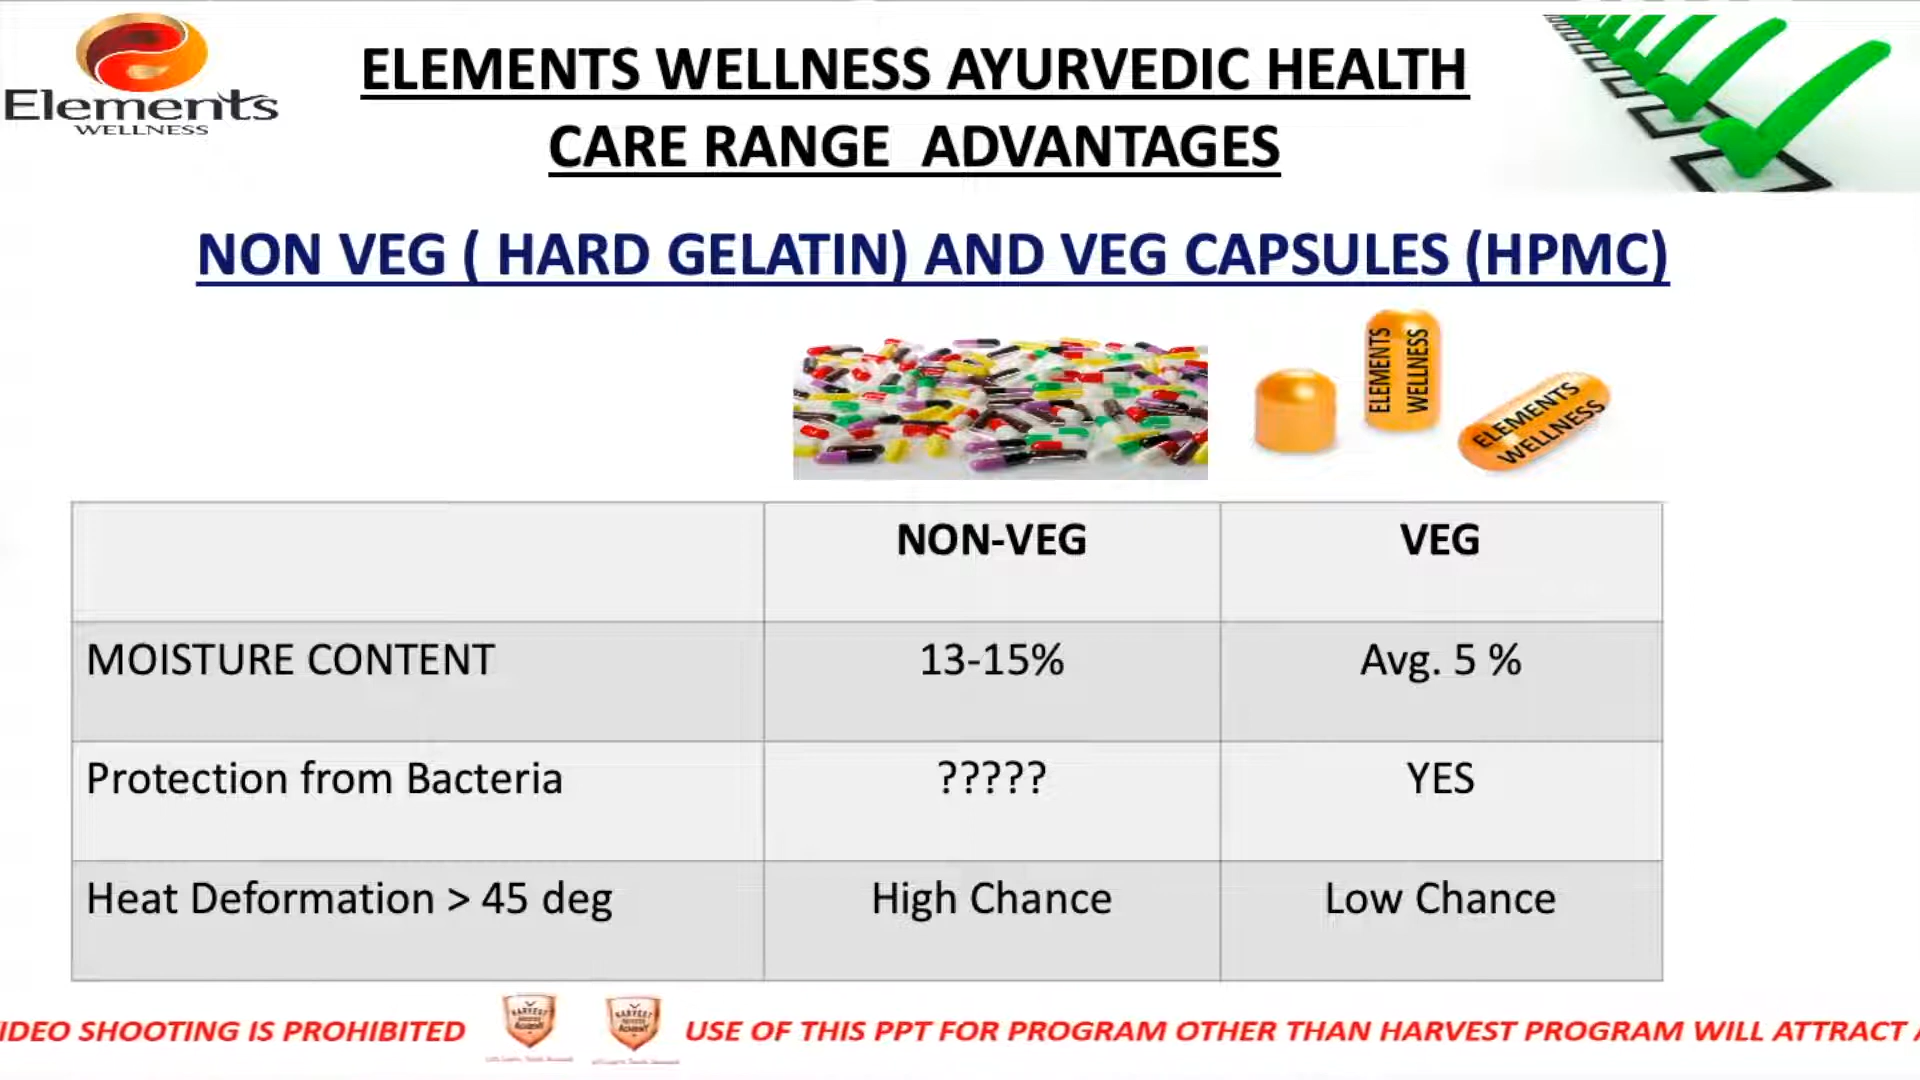 Elements
WELLNESS
ELEMENTS WELLNESS AYURVEDIC HEALTH
CARE RANGE ADVANTAGES
NON VEG ( HARD GELATIN) AND VEG CAPSULES (HPMC)
ELEMENTS
WELLNESS
ELEMENTS
WELLNESS
NON-VEG VEG
MOISTURE CONTENT 13-15% Avg. 5 %
Protection from Bacteria ????? YES
Heat Deformation > 45 deg High Chance Low Chance
IDEO SHOOTING IS PROHIBITED HARVEST HARVEST USE OF THIS PPT FOR PROGRAM OTHER THAN HARVEST PROGRAM WILL ATTRACT